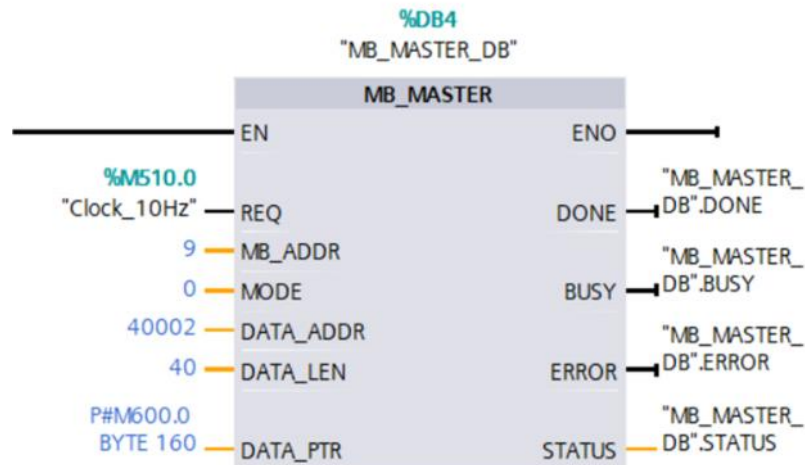 %DB4
"MB_MASTER_DB"
MB_MASTER
EN
ENO
%M510.0
"Clock_10Hz"
REQ
DONE
"MB_MASTER_
DB".DONE
9
MB_ADDR
0
MODE
BUSY
"MB_MASTER_
DB".BUSY
40002
DATA_ADDR
40
DATA_LEN
ERROR
"MB_MASTER_
DB".ERROR
P#M600.0
BYTE 160
DATA_PTR
STATUS
"MB_MASTER_
DB".STATUS